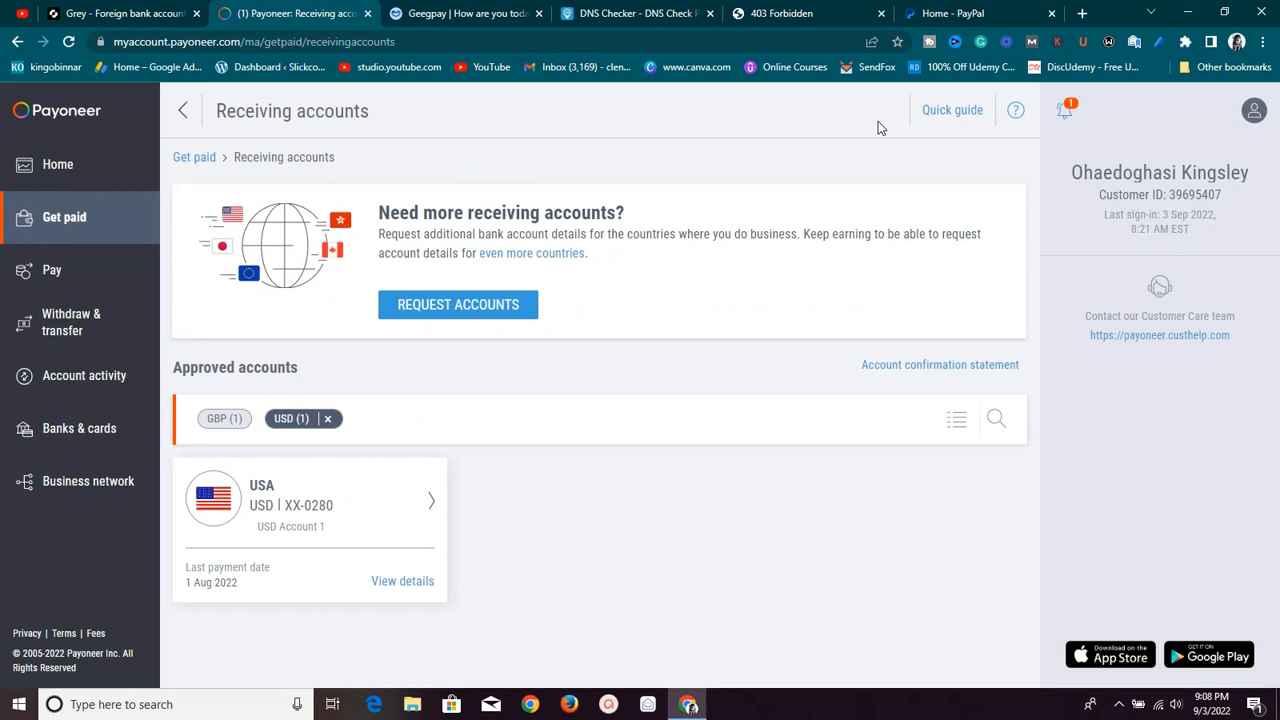 Grey - Foreign bank accour
Payoneer: Receiving acco
Geegpay | How are you toda
DNS Checker - DNS Check P
403 Forbidden
Home - PayPal
myaccount.payoneer.com/ma/getpaid/receivingaccounts
KO kingobinnar
Home – Google Ad...
Dashboard ‹ Slickco...
studio.youtube.com
YouTube
Inbox (3,169) - clen...
www.canva.com
Online Courses
SendFox
RD 100% Off Udemy C...
DiscUdemy - Free U...
Other bookmarks
Payoneer
Home
Get paid
Pay
Withdraw &
transfer
Account activity
Banks & cards
Business network
Privacy | Terms | Fees
© 2005-2022 Payoneer Inc. All
Rights Reserved
Receiving accounts
Quick guide
?
Get paid > Receiving accounts
Need more receiving accounts?
Request additional bank account details for the countries where you do business. Keep earning to be able to request
account details for even more countries.
REQUEST ACCOUNTS
Approved accounts
Account confirmation statement
GBP (1)
USD (1) | ×
USA
USD | XX-0280
USD Account 1
Last payment date
1 Aug 2022
View details
1
Ohaedoghasi Kingsley
Customer ID: 39695407
Last sign-in: 3 Sep 2022,
8:21 AM EST
Contact our Customer Care team
https://payoneer.custhelp.com
Download on the
App Store
GET IT ON
Google Play
Type here to search
9:08 PM
9/3/2022
1